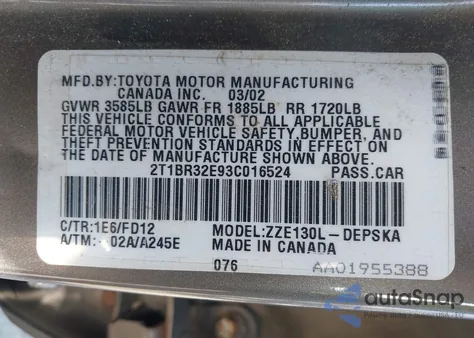 MFD.BY:TOYOTA MOTOR MANUFACTURING
CANADA INC. 03/02
GVWR 3585LB GAWR FR 1885LB RR 1720LB
THIS VEHICLE CONFORMS TO ALL APPLICABLE
FEDERAL MOTOR VEHICLE SAFETY,BUMPER, AND
THEFT PREVENTION STANDARDS IN EFFECT ON
THE DATE OF MANUFACTURE SHOWN ABOVE.
2T1BR32E93C016524 PASS.CAR
C/TR:1E6/FD12 MODEL:ZZE130L-DEPSKA
A/TM:-02A/A245E MADE IN CANADA
076 AA01955388
autoSnap